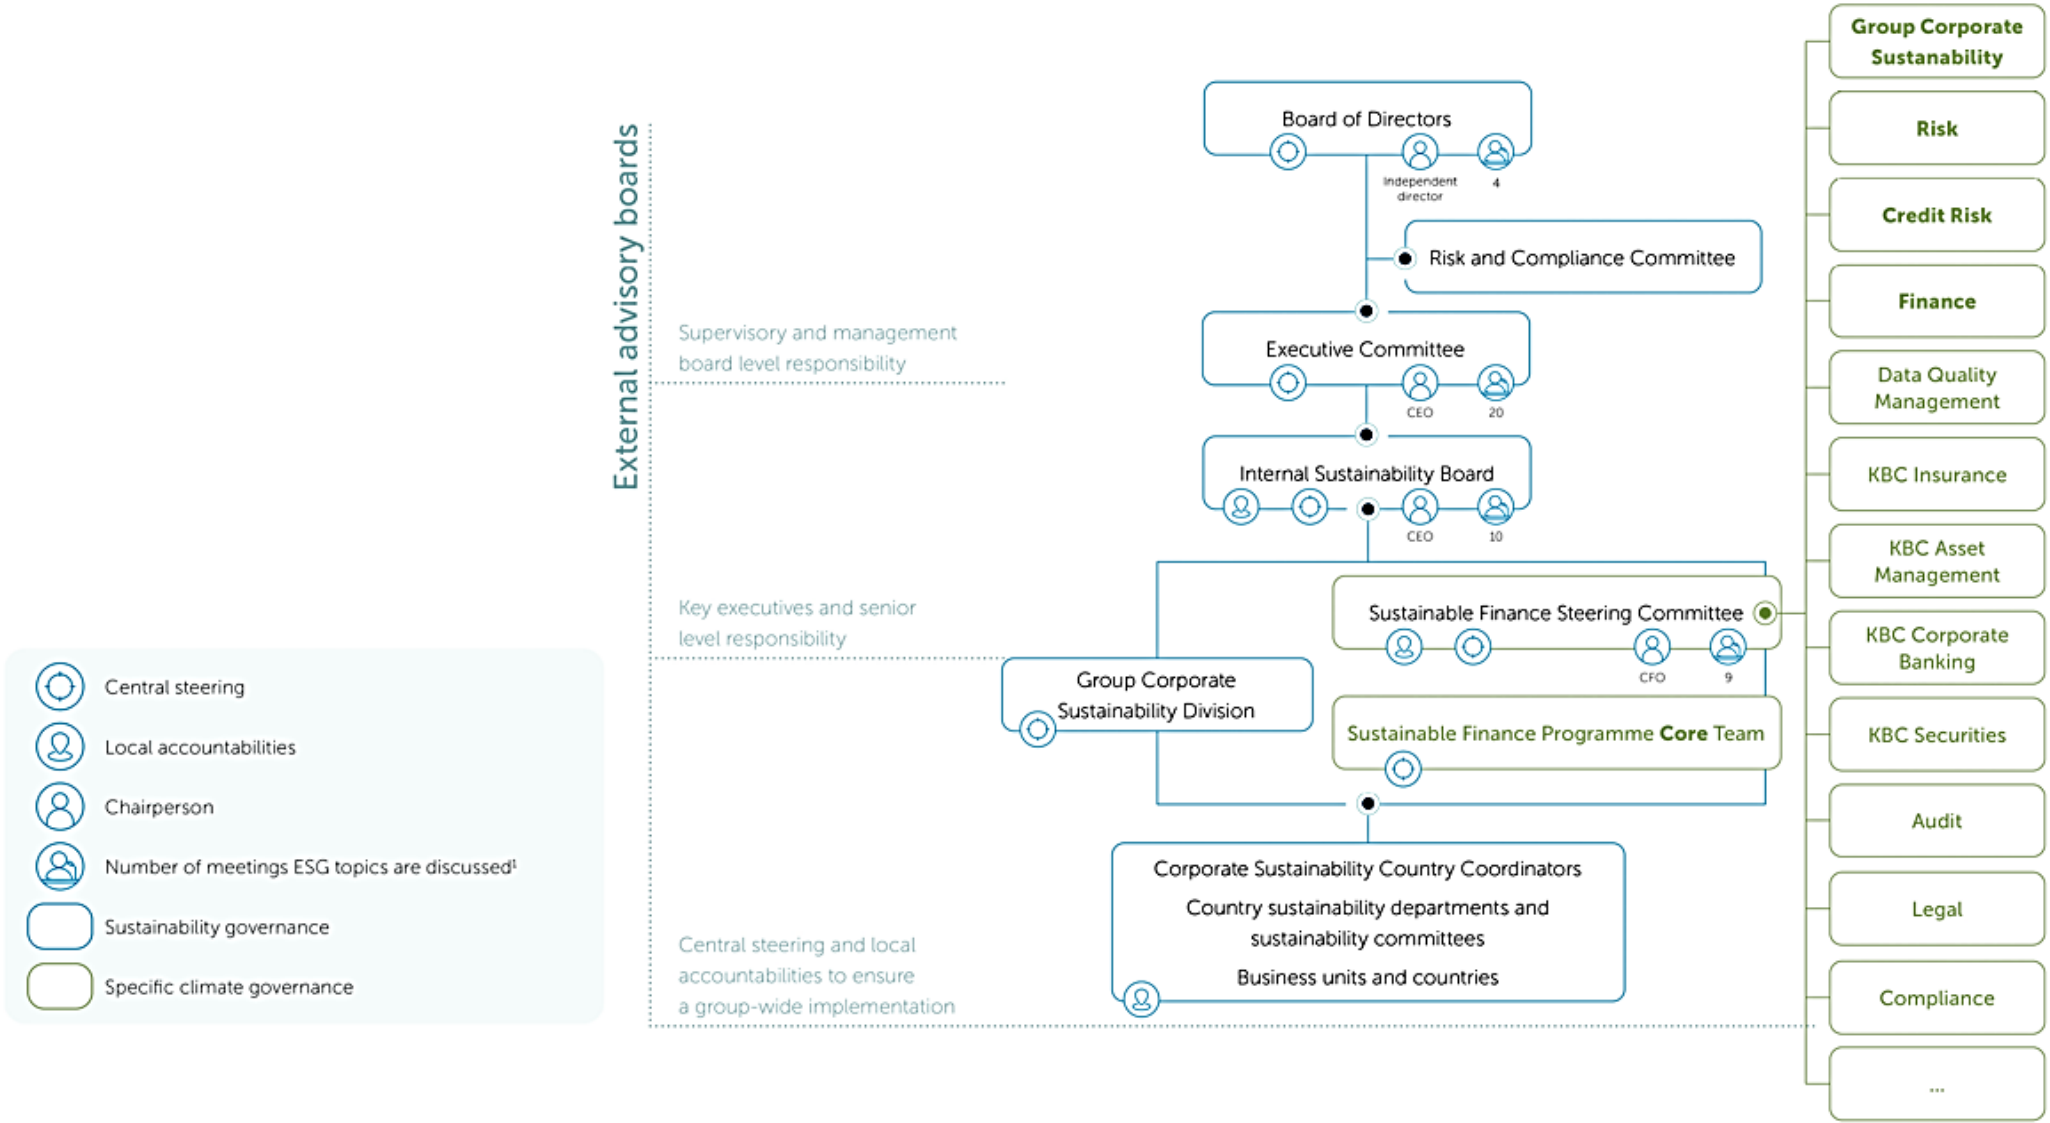 External advisory boards
Supervisory and management
board level responsibility
Key executives and senior
level responsibility
Central steering and local
accountabilities to ensure
a group-wide implementation
Central steering
Local accountabilities
Chairperson
Number of meetings ESG topics are discussed¹
Sustainability governance
Specific climate governance
Board of Directors
Independent
director
4
Risk and Compliance Committee
Executive Committee
CEO
20
Internal Sustainability Board
CEO
10
Sustainable Finance Steering Committee
CFO
9
Group Corporate
Sustainability Division
Sustainable Finance Programme Core Team
Corporate Sustainability Country Coordinators
Country sustainability departments and
sustainability committees
Business units and countries
Group Corporate
Sustanability
Risk
Credit Risk
Finance
Data Quality
Management
KBC Insurance
KBC Asset
Management
KBC Corporate
Banking
KBC Securities
Audit
Legal
Compliance
...